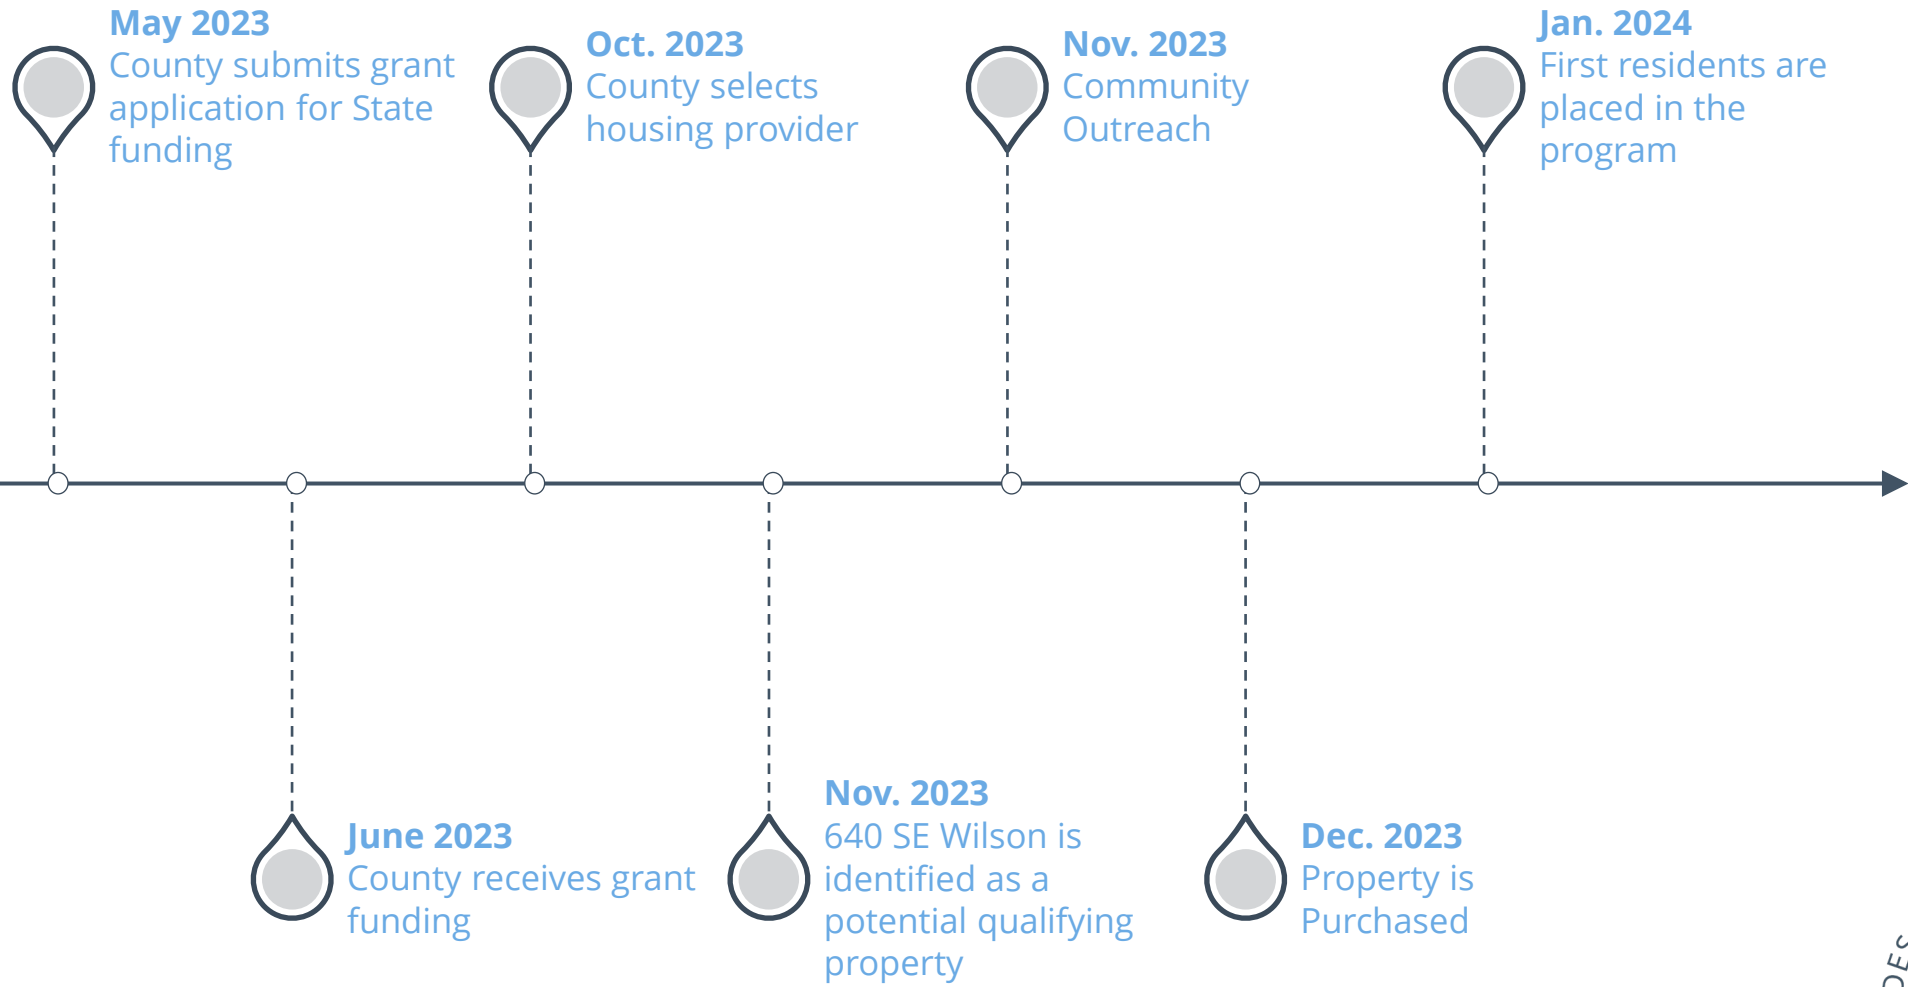 May 2023
County submits grant
application for State
funding
Oct. 2023
County selects
housing provider
Nov. 2023
Community
Outreach
Jan. 2024
First residents are
placed in the
program
June 2023
County receives grant
funding
Nov. 2023
640 SE Wilson is
identified as a
potential qualifying
property
Dec. 2023
Property is
Purchased